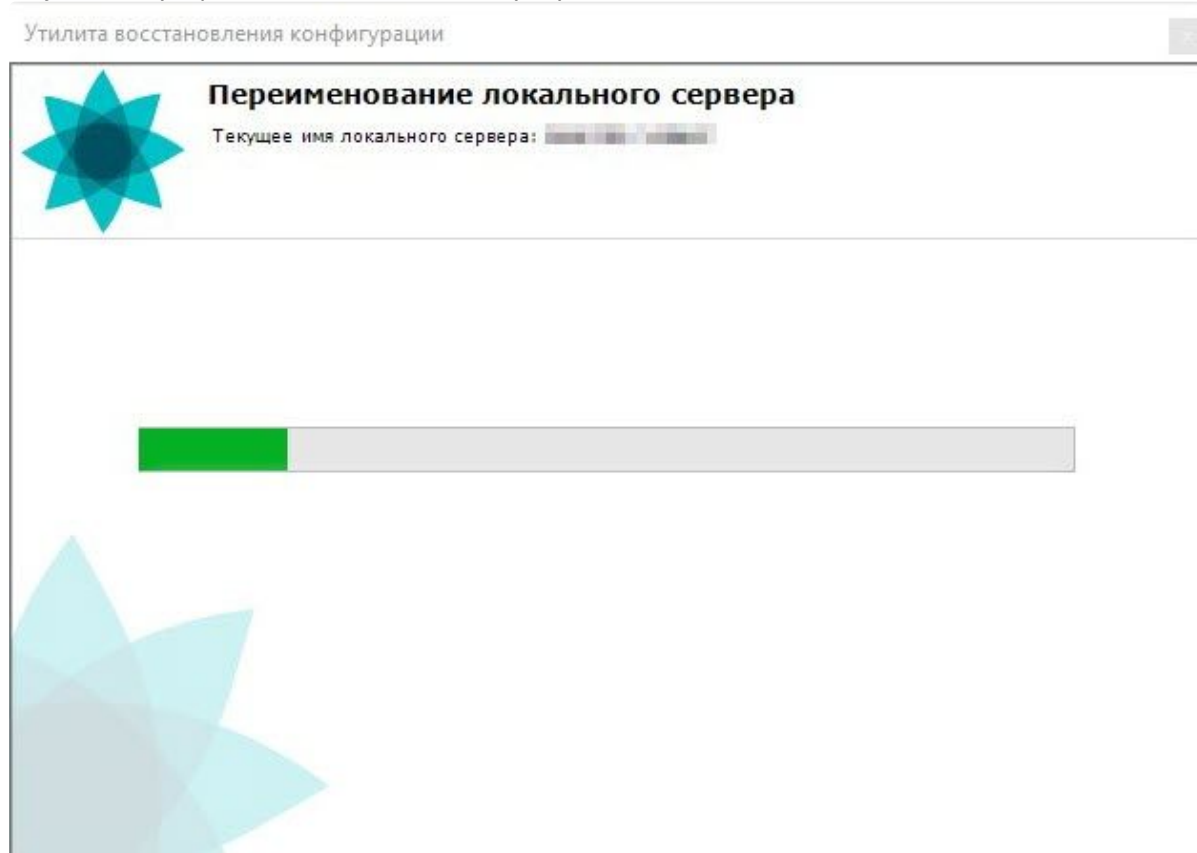 Утилита восстановления конфигурации
Переименование локального сервера
Текущее имя локального сервера: